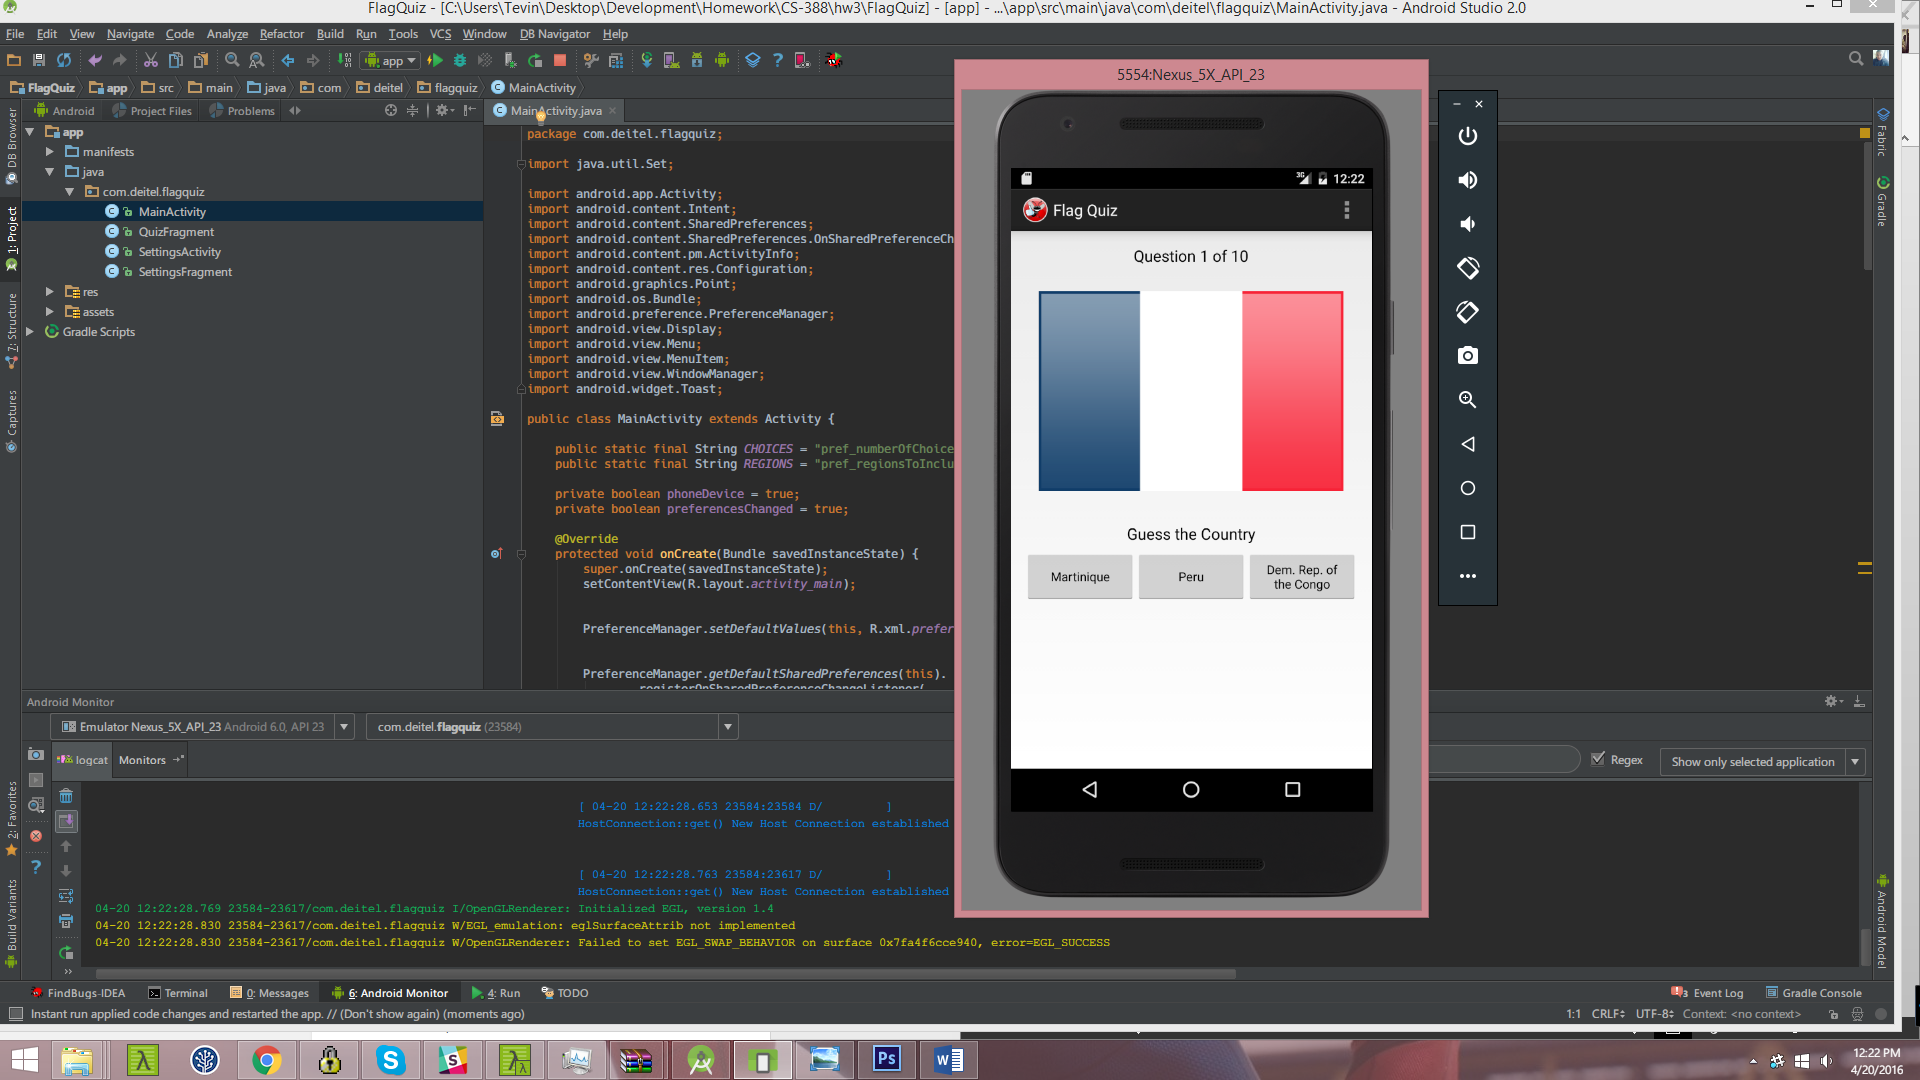 FlagQuiz - [C:\Users\Tevin\Desktop\Development\Homework\CS-388\hw3\FlagQuiz] - [app] - ...\app\src\main\java\com\deitel\flagquiz\MainActivity.java - Android Studio 2.0
File Edit View Navigate Code Analyze Refactor Build Run Tools VCS Window DB Navigator Help
app
FlagQuiz app src main java com deitel flagquiz MainActivity
Android Project Files Problems
MainActivity.java
DB Browser
1: Project
7: Structure
Captures
2: Favorites
Build Variants
app
manifests
java
com.deitel.flagquiz
MainActivity
QuizFragment
SettingsActivity
SettingsFragment
res
assets
Gradle Scripts
package com.deitel.flagquiz;
import java.util.Set;
import android.app.Activity;
import android.content.Intent;
import android.content.SharedPreferences;
import android.content.SharedPreferences.OnSharedPreferenceCh
import android.content.pm.ActivityInfo;
import android.content.res.Configuration;
import android.graphics.Point;
import android.os.Bundle;
import android.preference.PreferenceManager;
import android.view.Display;
import android.view.Menu;
import android.view.MenuItem;
import android.view.WindowManager;
import android.widget.Toast;
public class MainActivity extends Activity {
public static final String CHOICES = "pref_numberOfChoice
public static final String REGIONS = "pref_regionsToInclu
private boolean phoneDevice = true;
private boolean preferencesChanged = true;
@Override
protected void onCreate(Bundle savedInstanceState) {
super.onCreate(savedInstanceState);
setContentView(R.layout.activity_main);
PreferenceManager.setDefaultValues(this, R.xml.prefer
PreferenceManager.getDefaultSharedPreferences(this).
registerOnSharedPreferenceChangeListener(
5554:Nexus_5X_API_23
3G 12:22
Flag Quiz
Question 1 of 10
Guess the Country
Martinique
Peru
Dem. Rep. of
the Congo
Fabric
Gradle
Android Model
Android Monitor
Emulator Nexus_5X_API_23 Android 6.0, API 23
com.deitel.flagquiz (23584)
logcat Monitors
Regex
Show only selected application
[ 04-20 12:22:28.653 23584:23584 D/ ]
HostConnection::get() New Host Connection established
[ 04-20 12:22:28.763 23584:23617 D/ ]
HostConnection::get() New Host Connection established
04-20 12:22:28.769 23584-23617/com.deitel.flagquiz I/OpenGLRenderer: Initialized EGL, version 1.4
04-20 12:22:28.830 23584-23617/com.deitel.flagquiz W/EGL_emulation: eglSurfaceAttrib not implemented
04-20 12:22:28.830 23584-23617/com.deitel.flagquiz W/OpenGLRenderer: Failed to set EGL_SWAP_BEHAVIOR on surface 0x7fa4f6cce940, error=EGL_SUCCESS
FindBugs-IDEA Terminal 0: Messages 6: Android Monitor 4: Run TODO
3 Event Log Gradle Console
Instant run applied code changes and restarted the app. // (Don't show again) (moments ago)
1:1 CRLF UTF-8 Context: <no context>
Ps
W
12:22 PM
4/20/2016